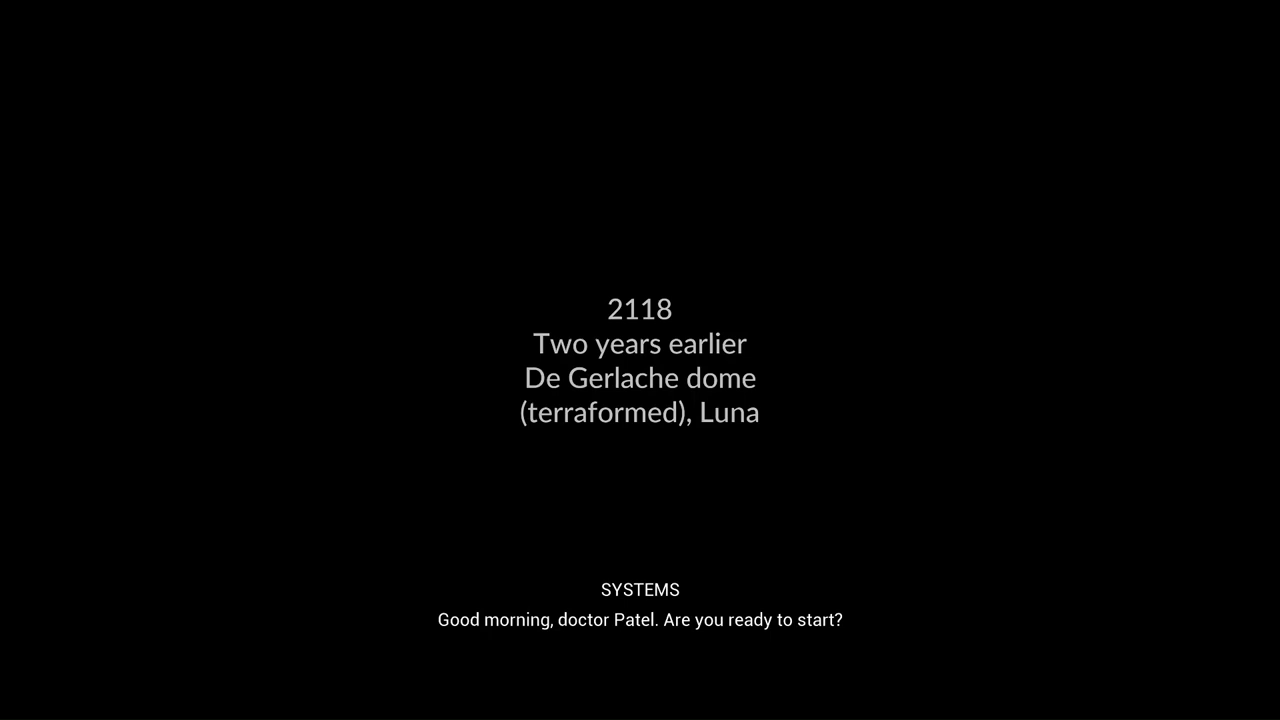 2118
Two years earlier
De Gerlache dome
(terraformed), Luna
SYSTEMS
Good morning, doctor Patel. Are you ready to start?